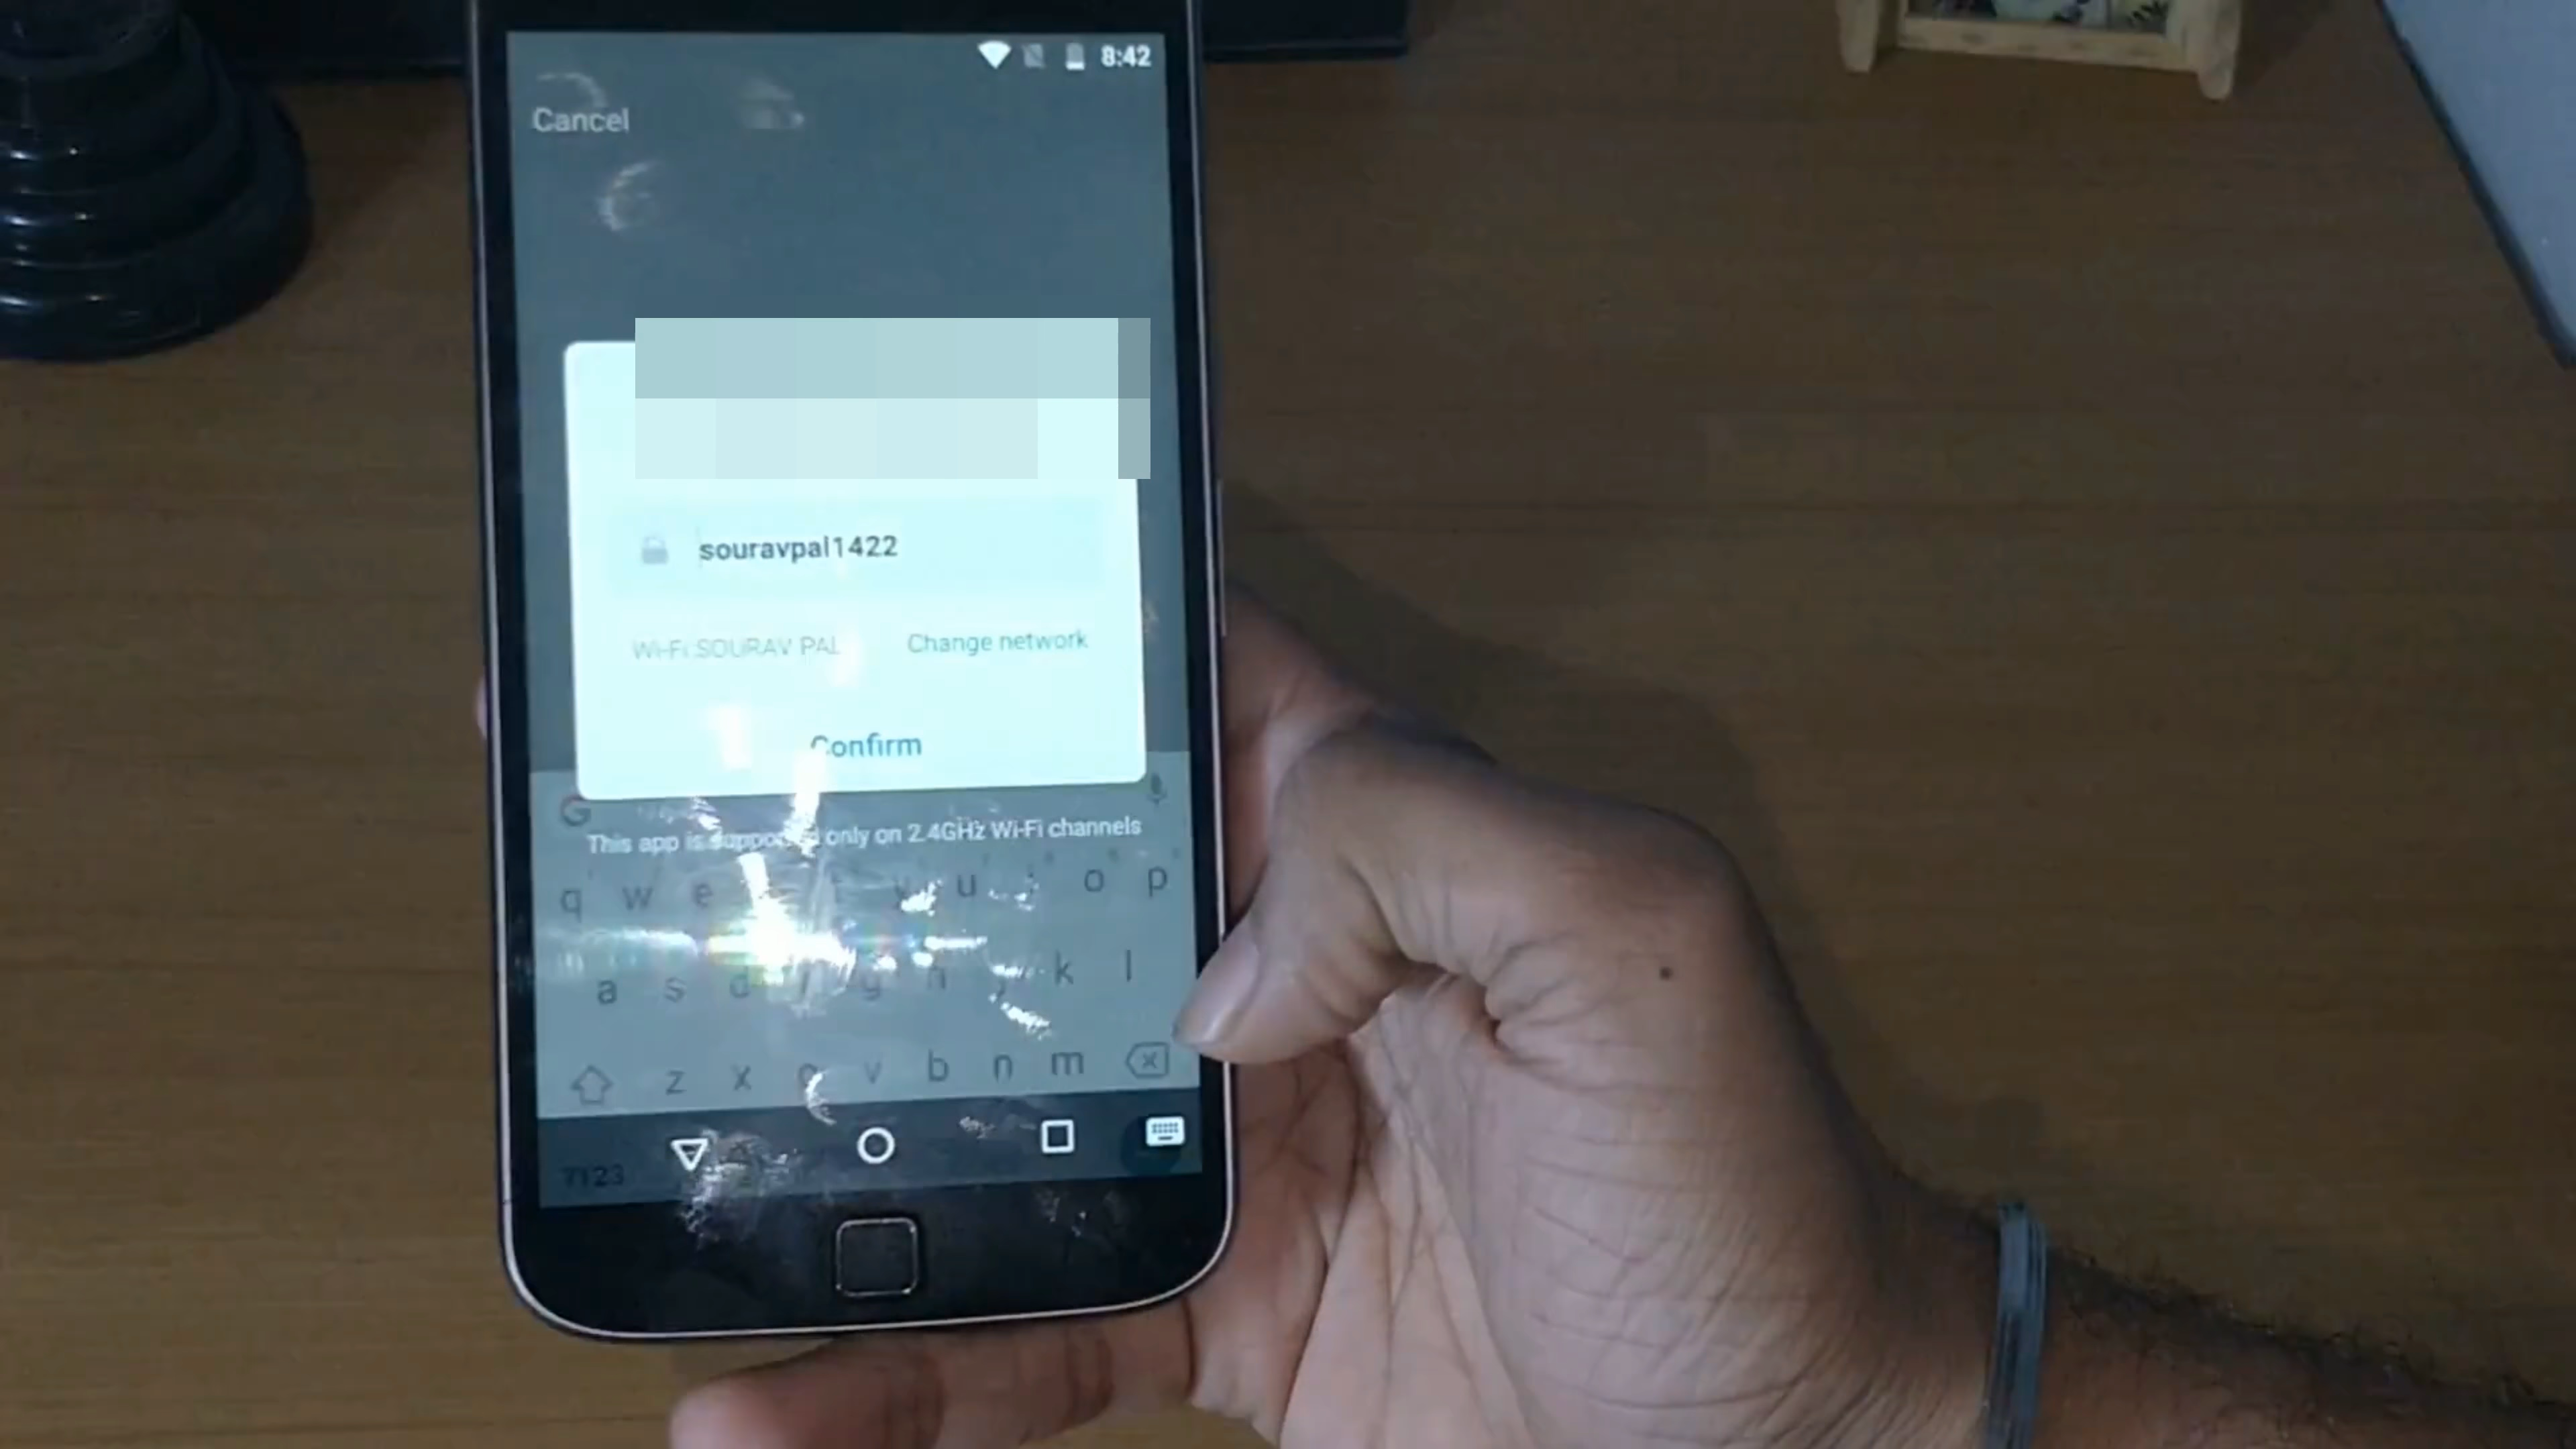 8:42
Cancel
souravpal1422
Wi-Fi:SOURAV PAL Change network
Confirm
This app is supported only on 2.4GHz Wi-Fi channels
q w e u o p
a s d g h j k l
z x c v b n m